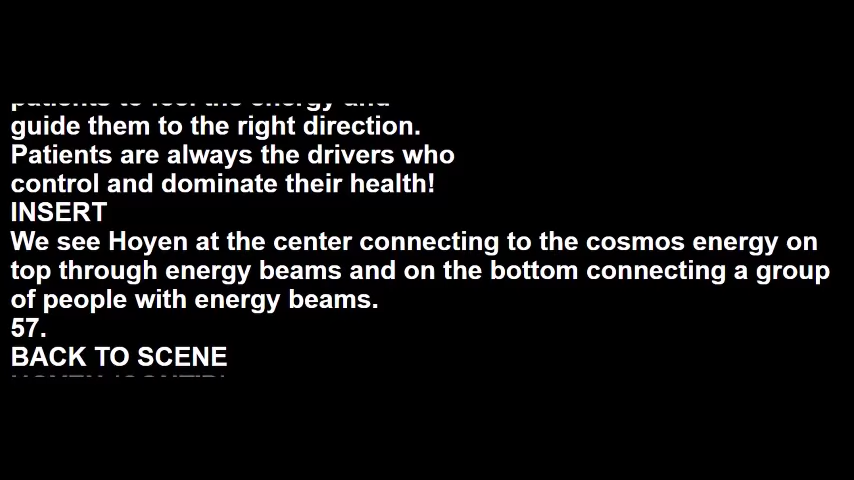 patients to feel the energy and
guide them to the right direction.
Patients are always the drivers who
control and dominate their health!
INSERT
We see Hoyen at the center connecting to the cosmos energy on
top through energy beams and on the bottom connecting a group
of people with energy beams.
57.
BACK TO SCENE
HOYEN (CONT'D)